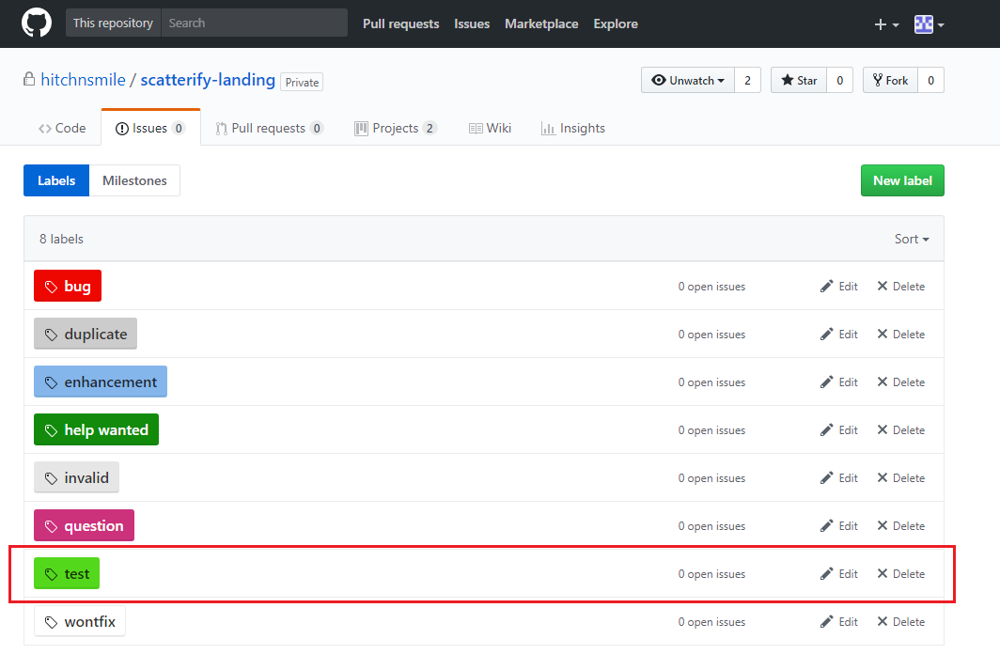 This repository Search Pull requests Issues Marketplace Explore
hitchnsmile / scatterify-landing Private Unwatch 2 Star 0 Fork 0
Code Issues 0 Pull requests 0 Projects 2 Wiki Insights
Labels Milestones New label
8 labels Sort
bug 0 open issues Edit Delete
duplicate 0 open issues Edit Delete
enhancement 0 open issues Edit Delete
help wanted 0 open issues Edit Delete
invalid 0 open issues Edit Delete
question 0 open issues Edit Delete
test 0 open issues Edit Delete
wontfix 0 open issues Edit Delete